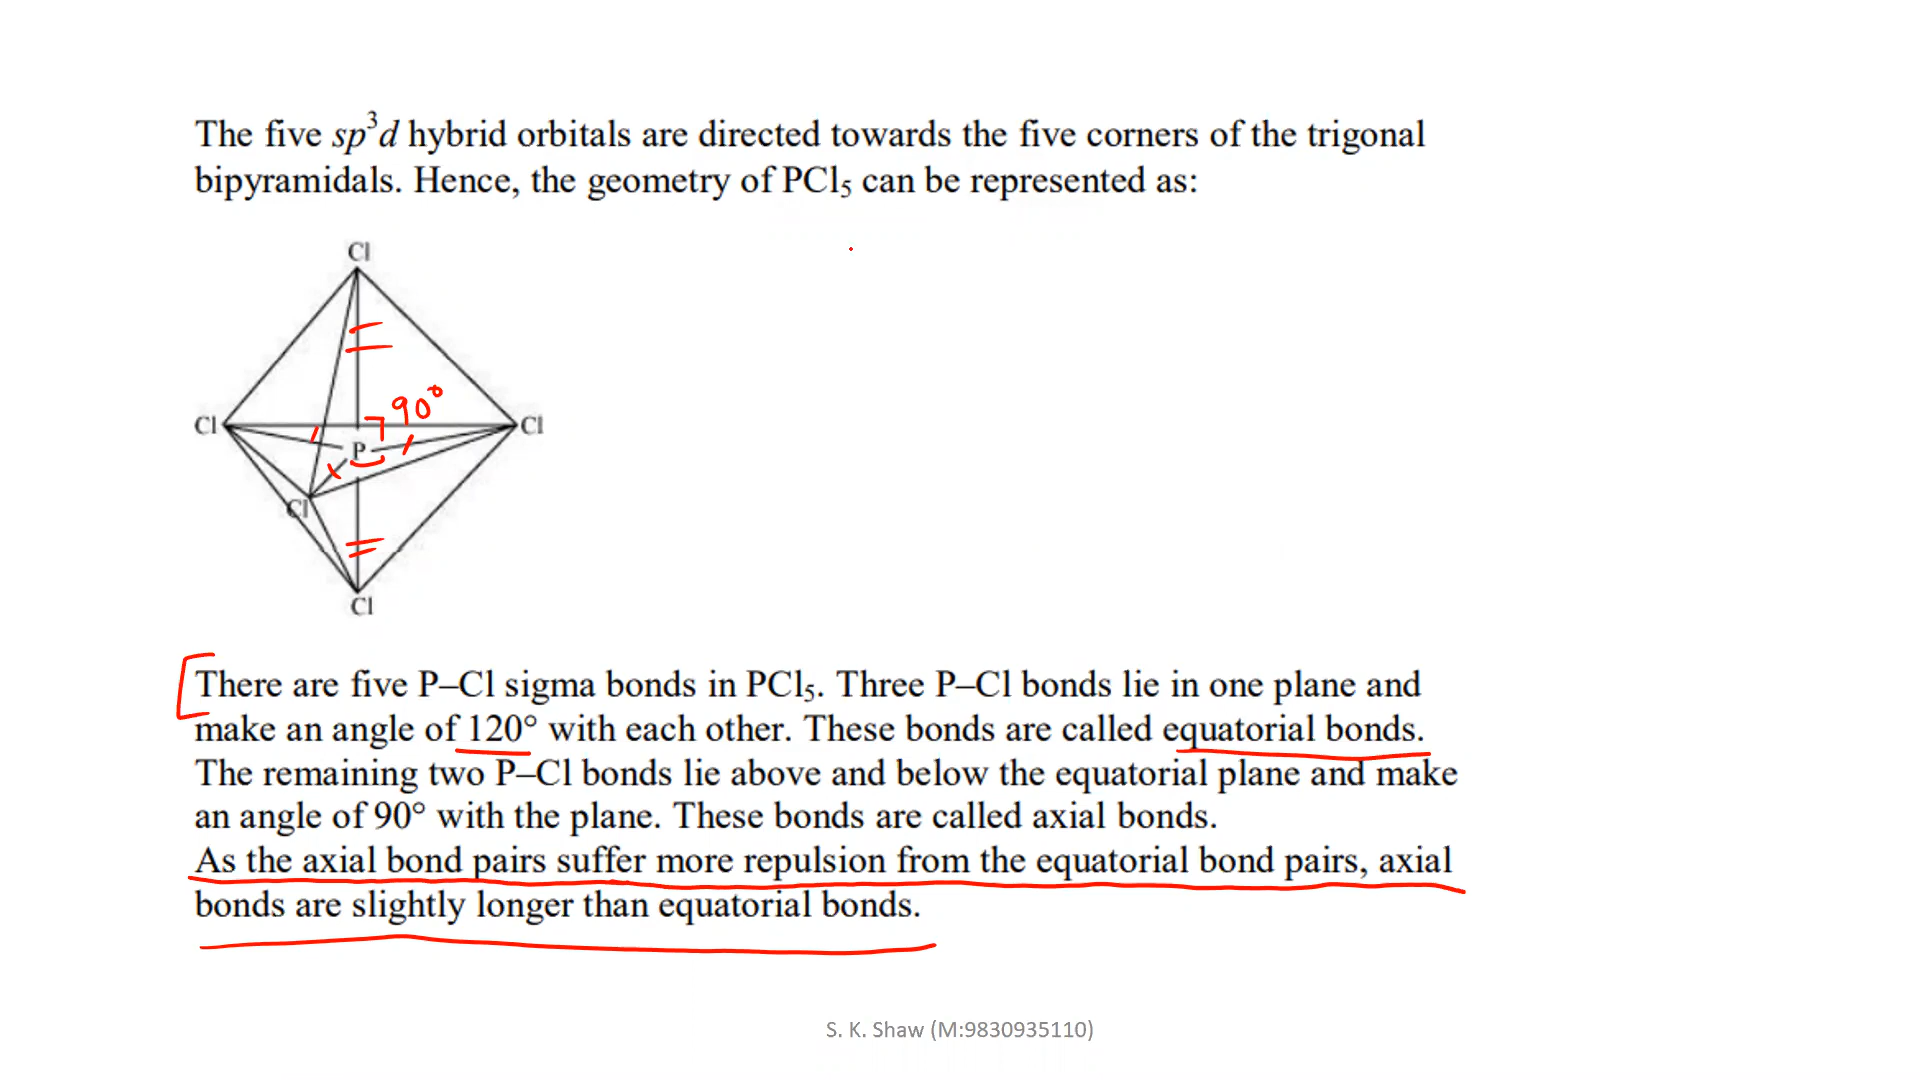 The five sp³d hybrid orbitals are directed towards the five corners of the trigonal
bipyramidals. Hence, the geometry of PCl₅ can be represented as:
Cl
90°
Cl
Cl
P
Cl
Cl
There are five P–Cl sigma bonds in PCl₅. Three P–Cl bonds lie in one plane and
make an angle of 120° with each other. These bonds are called equatorial bonds.
The remaining two P–Cl bonds lie above and below the equatorial plane and make
an angle of 90° with the plane. These bonds are called axial bonds.
As the axial bond pairs suffer more repulsion from the equatorial bond pairs, axial
bonds are slightly longer than equatorial bonds.
S. K. Shaw (M:9830935110)